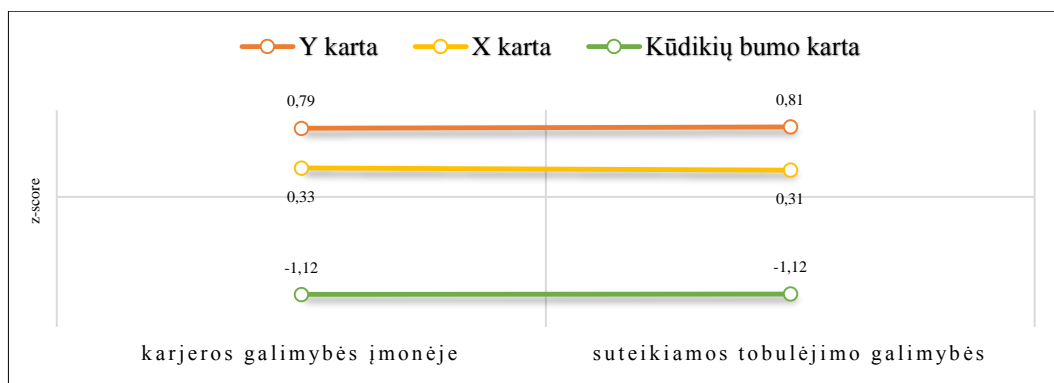 Y karta X karta Kūdikių bumo karta
0,79 0,81
z-score
0,33 0,31
-1,12 -1,12
karjeros galimybės įmonėje suteikiamos tobulėjimo galimybės